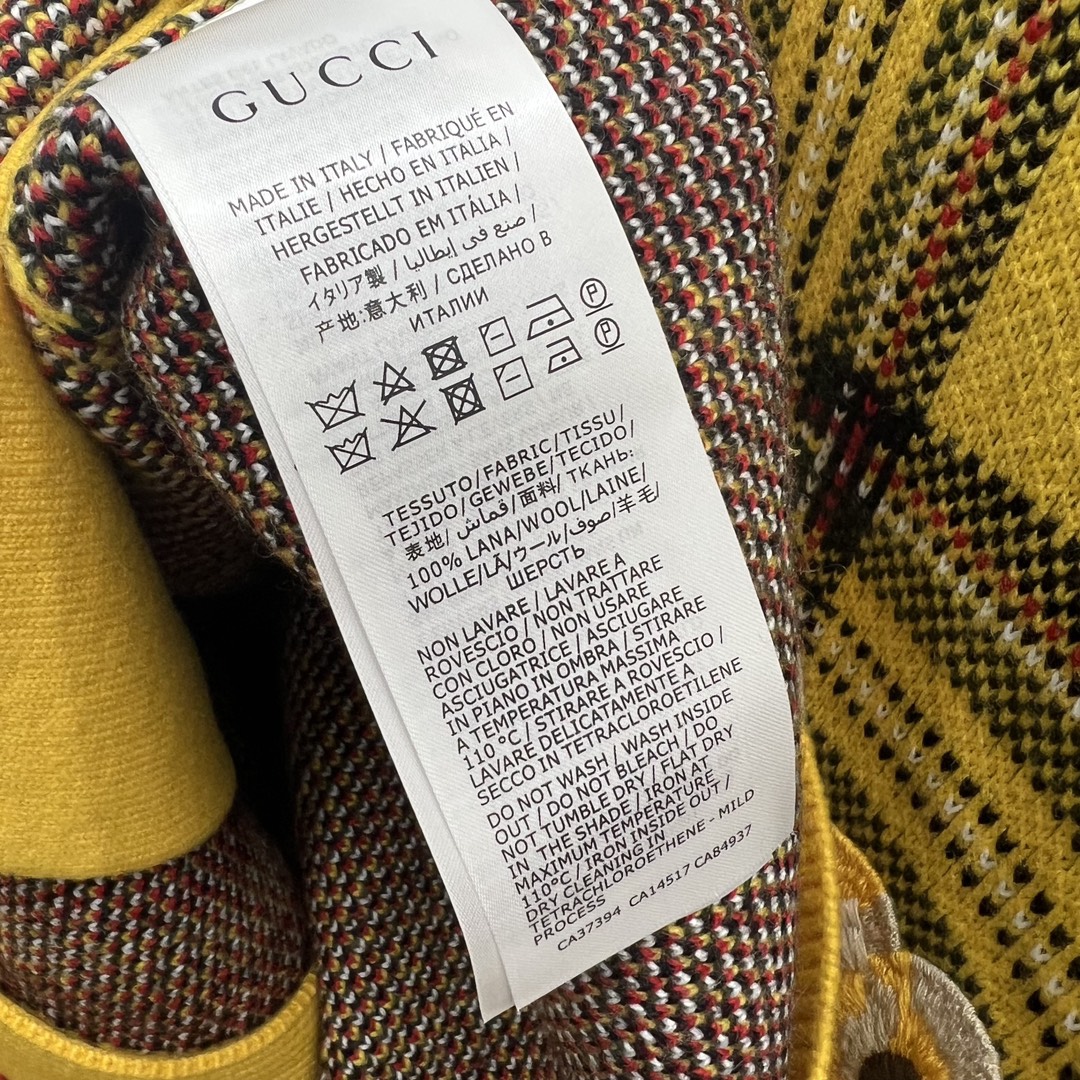 GUCCI
MADE IN ITALY / FABRIQUÉ EN
ITALIE / HECHO EN ITALIA /
HERGESTELLT IN ITALIEN /
FABRICADO EM ITÁLIA /
イタリア製 / صنع في إيطاليا /
产地:意大利 / СДЕЛАНО В
ИТАЛИИ
P
P
TESSUTO/FABRIC/TISSU/
TEJIDO/GEWEBE/TECIDO/
表地/قماش/面料/ ТКАНЬ:
100% LANA/WOOL/LAINE/
WOLLE/LÃ/ウール/صوف/羊毛/
ШЕРСТЬ
NON LAVARE / LAVARE A
ROVESCIO / NON TRATTARE
CON CLORO / NON USARE
ASCIUGATRICE / ASCIUGARE
IN PIANO IN OMBRA / STIRARE
A TEMPERATURA MASSIMA
110 °C / STIRARE A ROVESCIO /
LAVARE DELICATAMENTE A
SECCO IN TETRACLOROETILENE
DO NOT WASH / WASH INSIDE
OUT / DO NOT BLEACH / DO
NOT TUMBLE DRY / FLAT DRY
IN THE SHADE / IRON AT
MAXIMUM TEMPERATURE
110°C / IRON INSIDE OUT /
DRY CLEANING IN
TETRACHLOROETHENE - MILD
PROCESS
CA37394 CA14517 CA84937